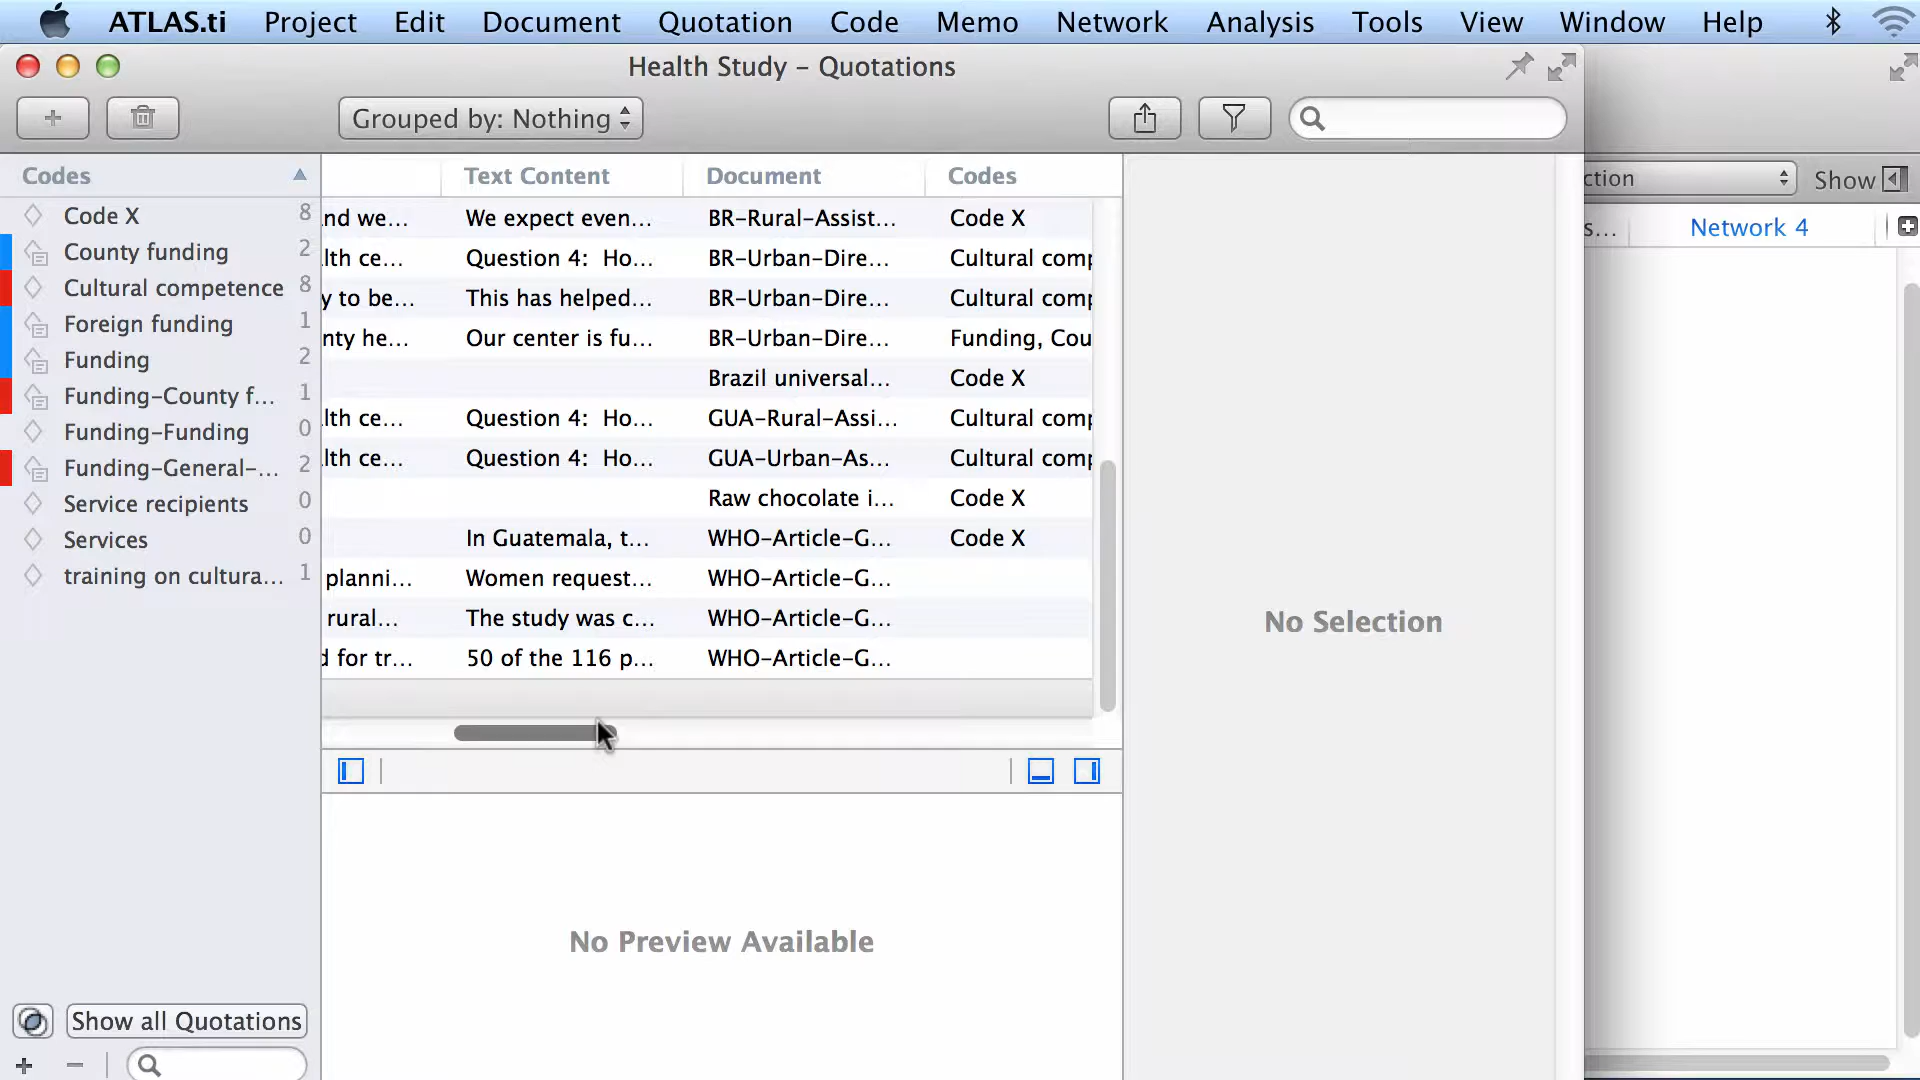 ATLAS.ti Project Edit Document Quotation Code Memo Network Analysis Tools View Window Help
Health Study – Quotations
Grouped by: Nothing
ction Show
s... Network 4
Codes
Code X 8
County funding 2
Cultural competence 8
Foreign funding 1
Funding 2
Funding-County f... 1
Funding-Funding 0
Funding-General-... 2
Service recipients 0
Services 0
training on cultura... 1
Text Content Document Codes
nd we... We expect even... BR-Rural-Assist... Code X
lth ce... Question 4: Ho... BR-Urban-Dire... Cultural comp
y to be... This has helped... BR-Urban-Dire... Cultural comp
nty he... Our center is fu... BR-Urban-Dire... Funding, Cou
Brazil universal... Code X
lth ce... Question 4: Ho... GUA-Rural-Assi... Cultural comp
lth ce... Question 4: Ho... GUA-Urban-As... Cultural comp
Raw chocolate i... Code X
In Guatemala, t... WHO-Article-G... Code X
planni... Women request... WHO-Article-G...
rural... The study was c... WHO-Article-G...
d for tr... 50 of the 116 p... WHO-Article-G...
No Selection
No Preview Available
Show all Quotations